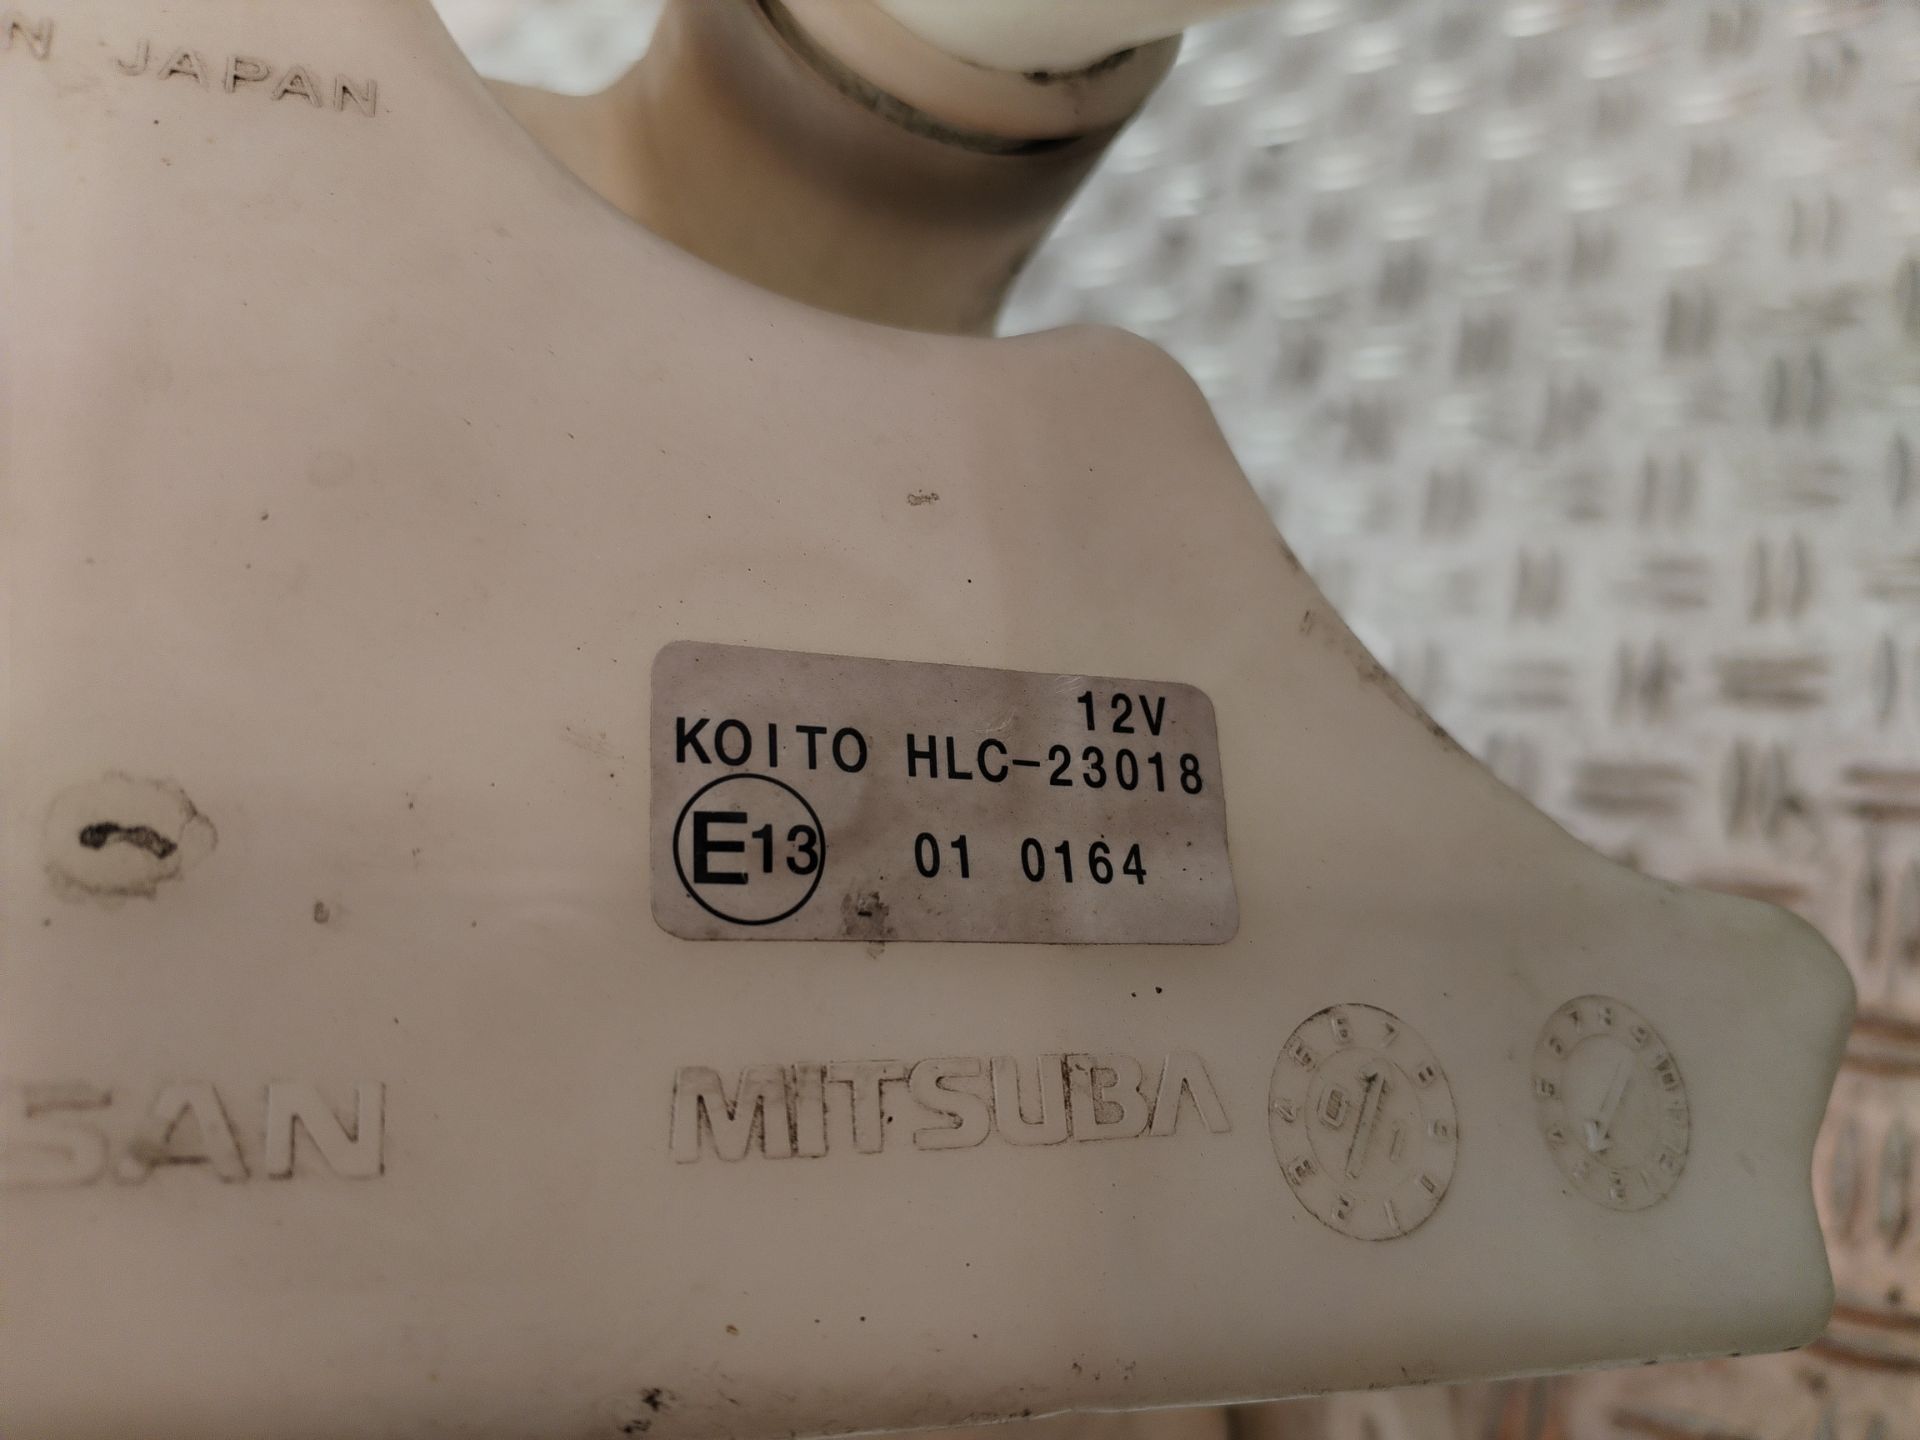 N JAPAN
12V
KOITO HLC-23018
E13 01 0164
SAN MITSUBA